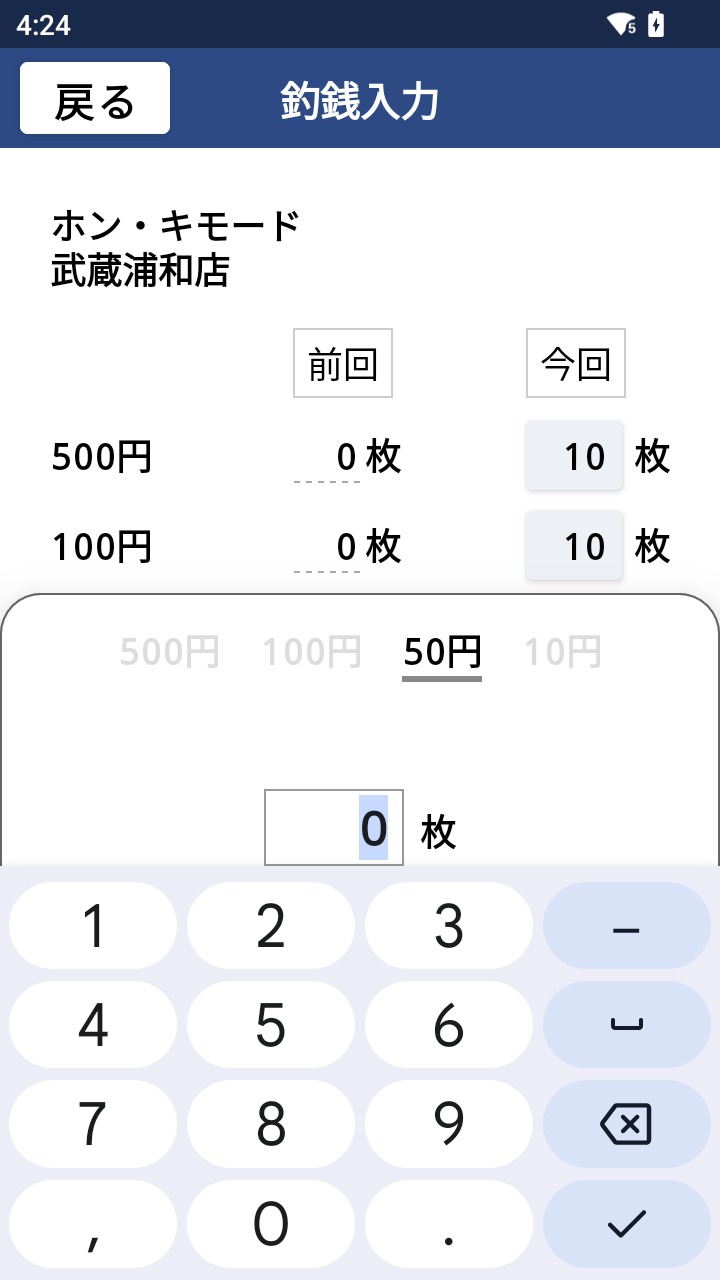 4:24
5
戻る
釣銭入力
ホン・キモード
武蔵浦和店
前回 今回
500円 0 枚 10 枚
100円 0 枚 10 枚
500円 100円 50円 10円
0 枚
1 2 3 –
4 5 6
7 8 9
, 0 .